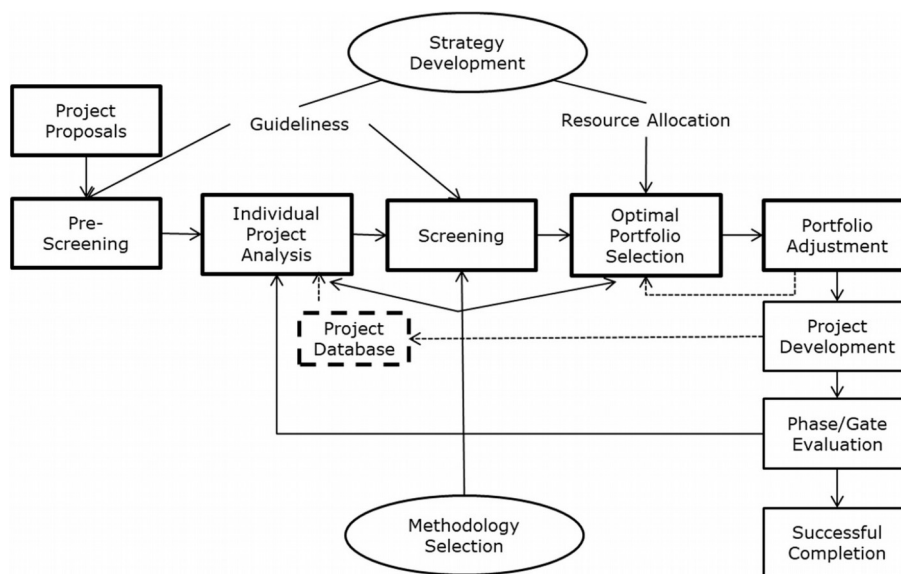 Strategy
Development
Project
Proposals
Guideliness
Resource Allocation
Pre-
Screening
Individual
Project
Analysis
Screening
Optimal
Portfolio
Selection
Portfolio
Adjustment
Project
Database
Project
Development
Phase/Gate
Evaluation
Methodology
Selection
Successful
Completion